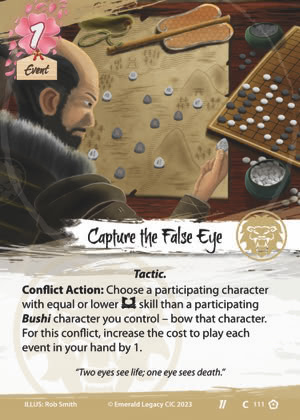 1
Event
Capture the False Eye
Tactic.
Conflict Action: Choose a participating character
with equal or lower skill than a participating
Bushi character you control – bow that character.
For this conflict, increase the cost to play each
event in your hand by 1.
“Two eyes see life; one eye sees death.”
ILLUS: Rob Smith © Emerald Legacy CIC 2023 C 111